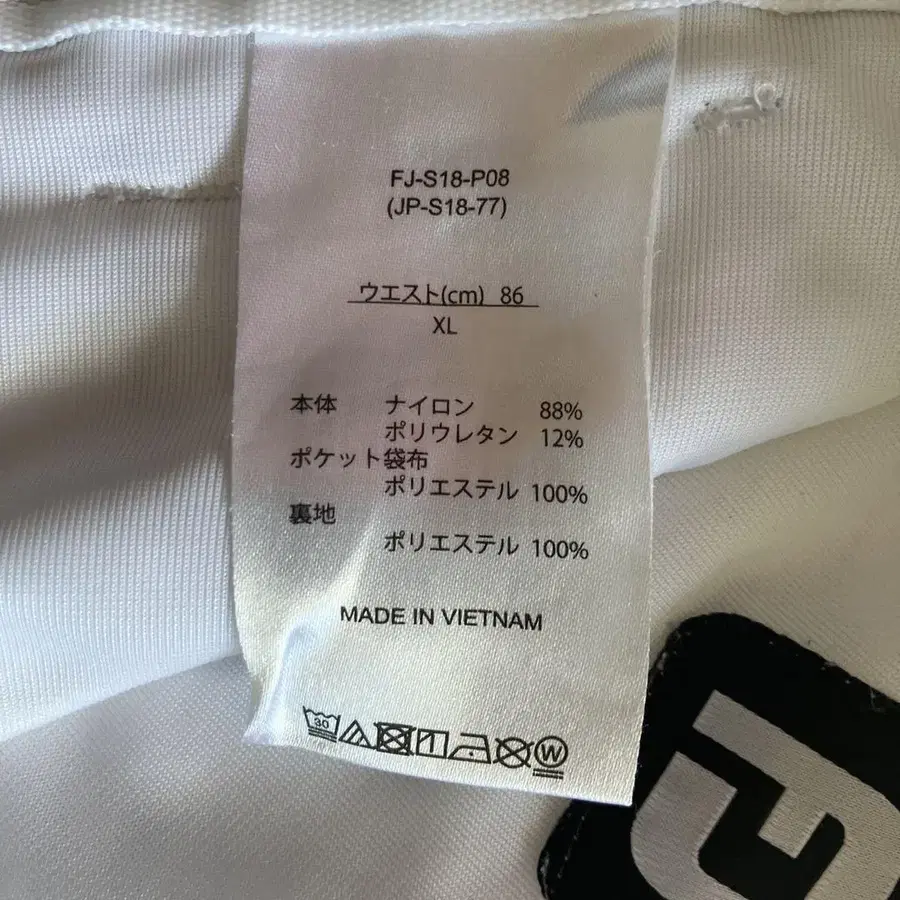 FJ-S18-P08
(JP-S18-77)
ウエスト(cm) 86
XL
本体 ナイロン 88%
ポリウレタン 12%
ポケット袋布
ポリエステル 100%
裏地
ポリエステル 100%
MADE IN VIETNAM
30
W